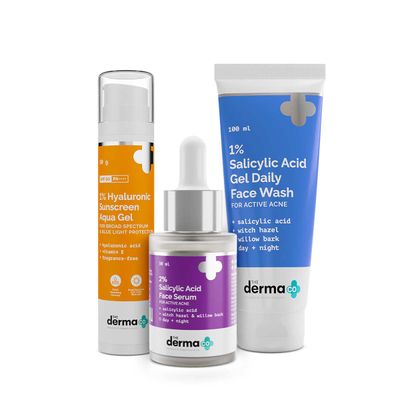 50 g
SPF 50 PA++++
1% Hyaluronic
Sunscreen
Aqua Gel
FOR BROAD SPECTRUM
& BLUE LIGHT PROTECTION
+ hyaluronic acid
+ vitamin E
+ fragrance-free
THE
derma co
30 ml
2%
Salicylic Acid
Face Serum
FOR ACTIVE ACNE
+ salicylic acid
+ witch hazel & willow bark
+ day + night
THE
derma co
100 ml
1%
Salicylic Acid
Gel Daily
Face Wash
FOR ACTIVE ACNE
+ salicylic acid
+ witch hazel
+ willow bark
+ day + night
THE
derma co